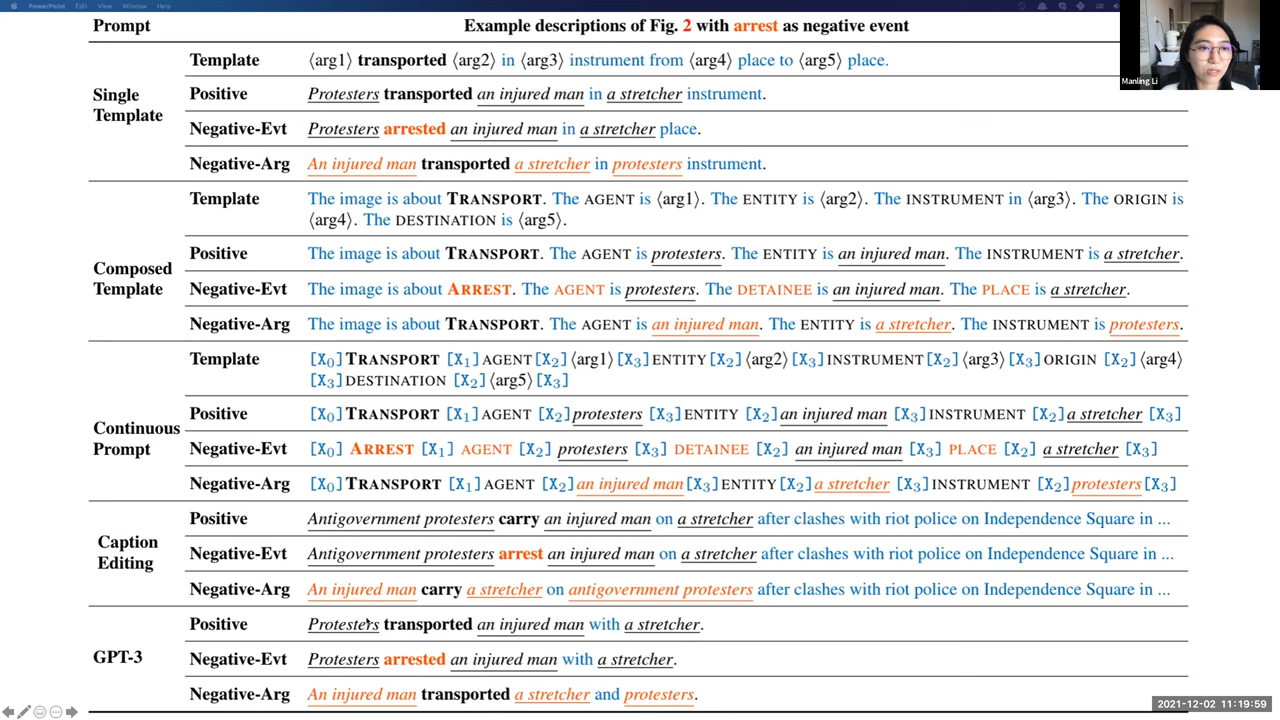 PowerPoint Edit View Window Help
Prompt Example descriptions of Fig. 2 with arrest as negative event
Manling Li
Single Template
Template ⟨arg1⟩ transported ⟨arg2⟩ in ⟨arg3⟩ instrument from ⟨arg4⟩ place to ⟨arg5⟩ place.
Positive Protesters transported an injured man in a stretcher instrument.
Negative-Evt Protesters arrested an injured man in a stretcher place.
Negative-Arg An injured man transported a stretcher in protesters instrument.
Composed Template
Template The image is about TRANSPORT. The AGENT is ⟨arg1⟩. The ENTITY is ⟨arg2⟩. The INSTRUMENT in ⟨arg3⟩. The ORIGIN is
⟨arg4⟩. The DESTINATION is ⟨arg5⟩.
Positive The image is about TRANSPORT. The AGENT is protesters. The ENTITY is an injured man. The INSTRUMENT is a stretcher.
Negative-Evt The image is about ARREST. The AGENT is protesters. The DETAINEE is an injured man. The PLACE is a stretcher.
Negative-Arg The image is about TRANSPORT. The AGENT is an injured man. The ENTITY is a stretcher. The INSTRUMENT is protesters.
Continuous Prompt
Template [X0] TRANSPORT [X1] AGENT [X2] ⟨arg1⟩ [X3] ENTITY [X2] ⟨arg2⟩ [X3] INSTRUMENT [X2] ⟨arg3⟩ [X3] ORIGIN [X2] ⟨arg4⟩
[X3] DESTINATION [X2] ⟨arg5⟩ [X3]
Positive [X0] TRANSPORT [X1] AGENT [X2] protesters [X3] ENTITY [X2] an injured man [X3] INSTRUMENT [X2] a stretcher [X3]
Negative-Evt [X0] ARREST [X1] AGENT [X2] protesters [X3] DETAINEE [X2] an injured man [X3] PLACE [X2] a stretcher [X3]
Negative-Arg [X0] TRANSPORT [X1] AGENT [X2] an injured man [X3] ENTITY [X2] a stretcher [X3] INSTRUMENT [X2] protesters [X3]
Caption Editing
Positive Antigovernment protesters carry an injured man on a stretcher after clashes with riot police on Independence Square in ...
Negative-Evt Antigovernment protesters arrest an injured man on a stretcher after clashes with riot police on Independence Square in ...
Negative-Arg An injured man carry a stretcher on antigovernment protesters after clashes with riot police on Independence Square in ...
GPT-3
Positive Protesters transported an injured man with a stretcher.
Negative-Evt Protesters arrested an injured man with a stretcher.
Negative-Arg An injured man transported a stretcher and protesters.
2021-12-02 11:19:59